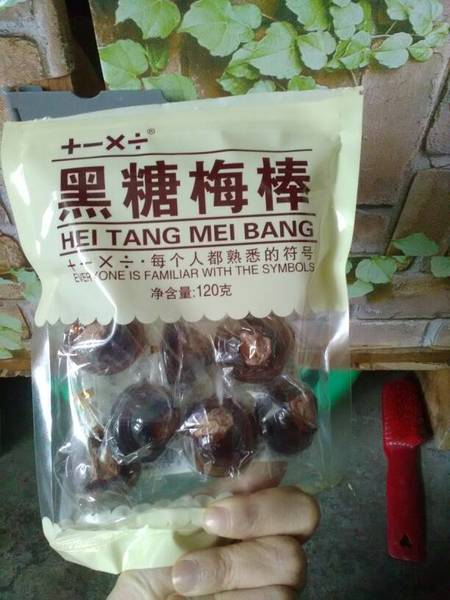 +−×÷®
黑糖梅棒
HEI TANG MEI BANG
+−×÷·每个人都熟悉的符号
EVERYONE IS FAMILIAR WITH THE SYMBOLS
净含量:120克